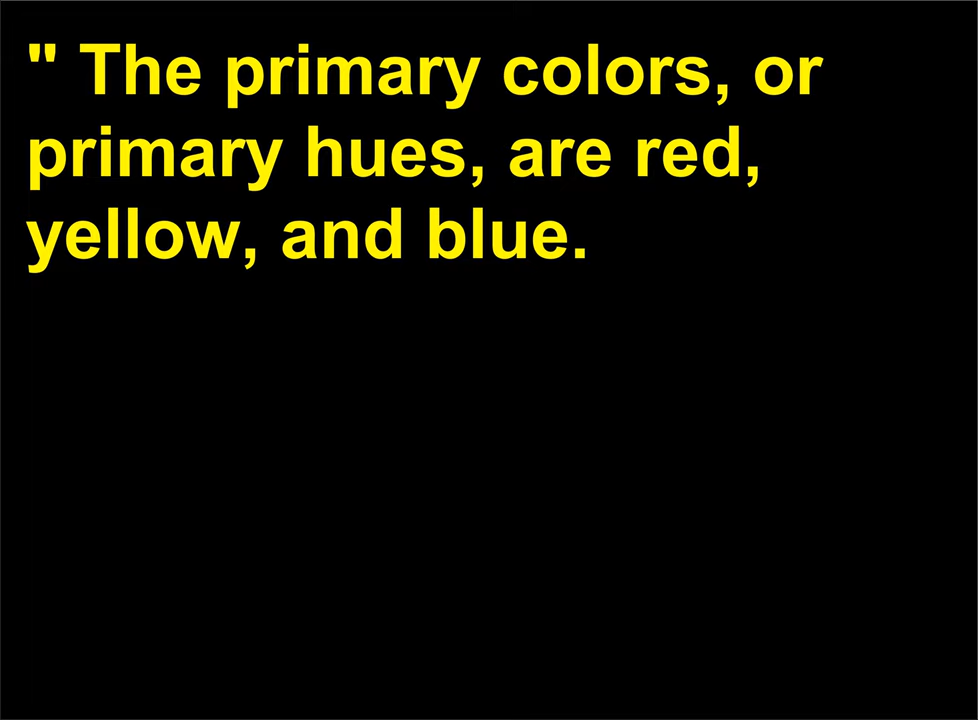 " The primary colors, or
primary hues, are red,
yellow, and blue.